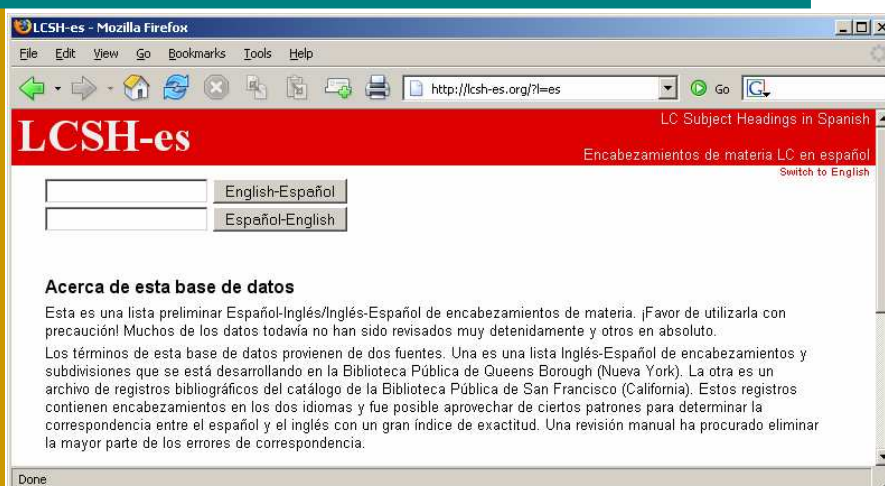 LCSH-es - Mozilla Firefox
File Edit View Go Bookmarks Tools Help
http://lcsh-es.org/?l=es Go G
LCSH-es
LC Subject Headings in Spanish
Encabezamientos de materia LC en español
Switch to English
English-Español
Español-English
Acerca de esta base de datos
Esta es una lista preliminar Español-Inglés/Inglés-Español de encabezamientos de materia. ¡Favor de utilizarla con
precaución! Muchos de los datos todavía no han sido revisados muy detenidamente y otros en absoluto.
Los términos de esta base de datos provienen de dos fuentes. Una es una lista Inglés-Español de encabezamientos y
subdivisiones que se está desarrollando en la Biblioteca Pública de Queens Borough (Nueva York). La otra es un
archivo de registros bibliográficos del catálogo de la Biblioteca Pública de San Francisco (California). Estos registros
contienen encabezamientos en los dos idiomas y fue posible aprovechar de ciertos patrones para determinar la
correspondencia entre el español y el inglés con un gran índice de exactitud. Una revisión manual ha procurado eliminar
la mayor parte de los errores de correspondencia.
Done